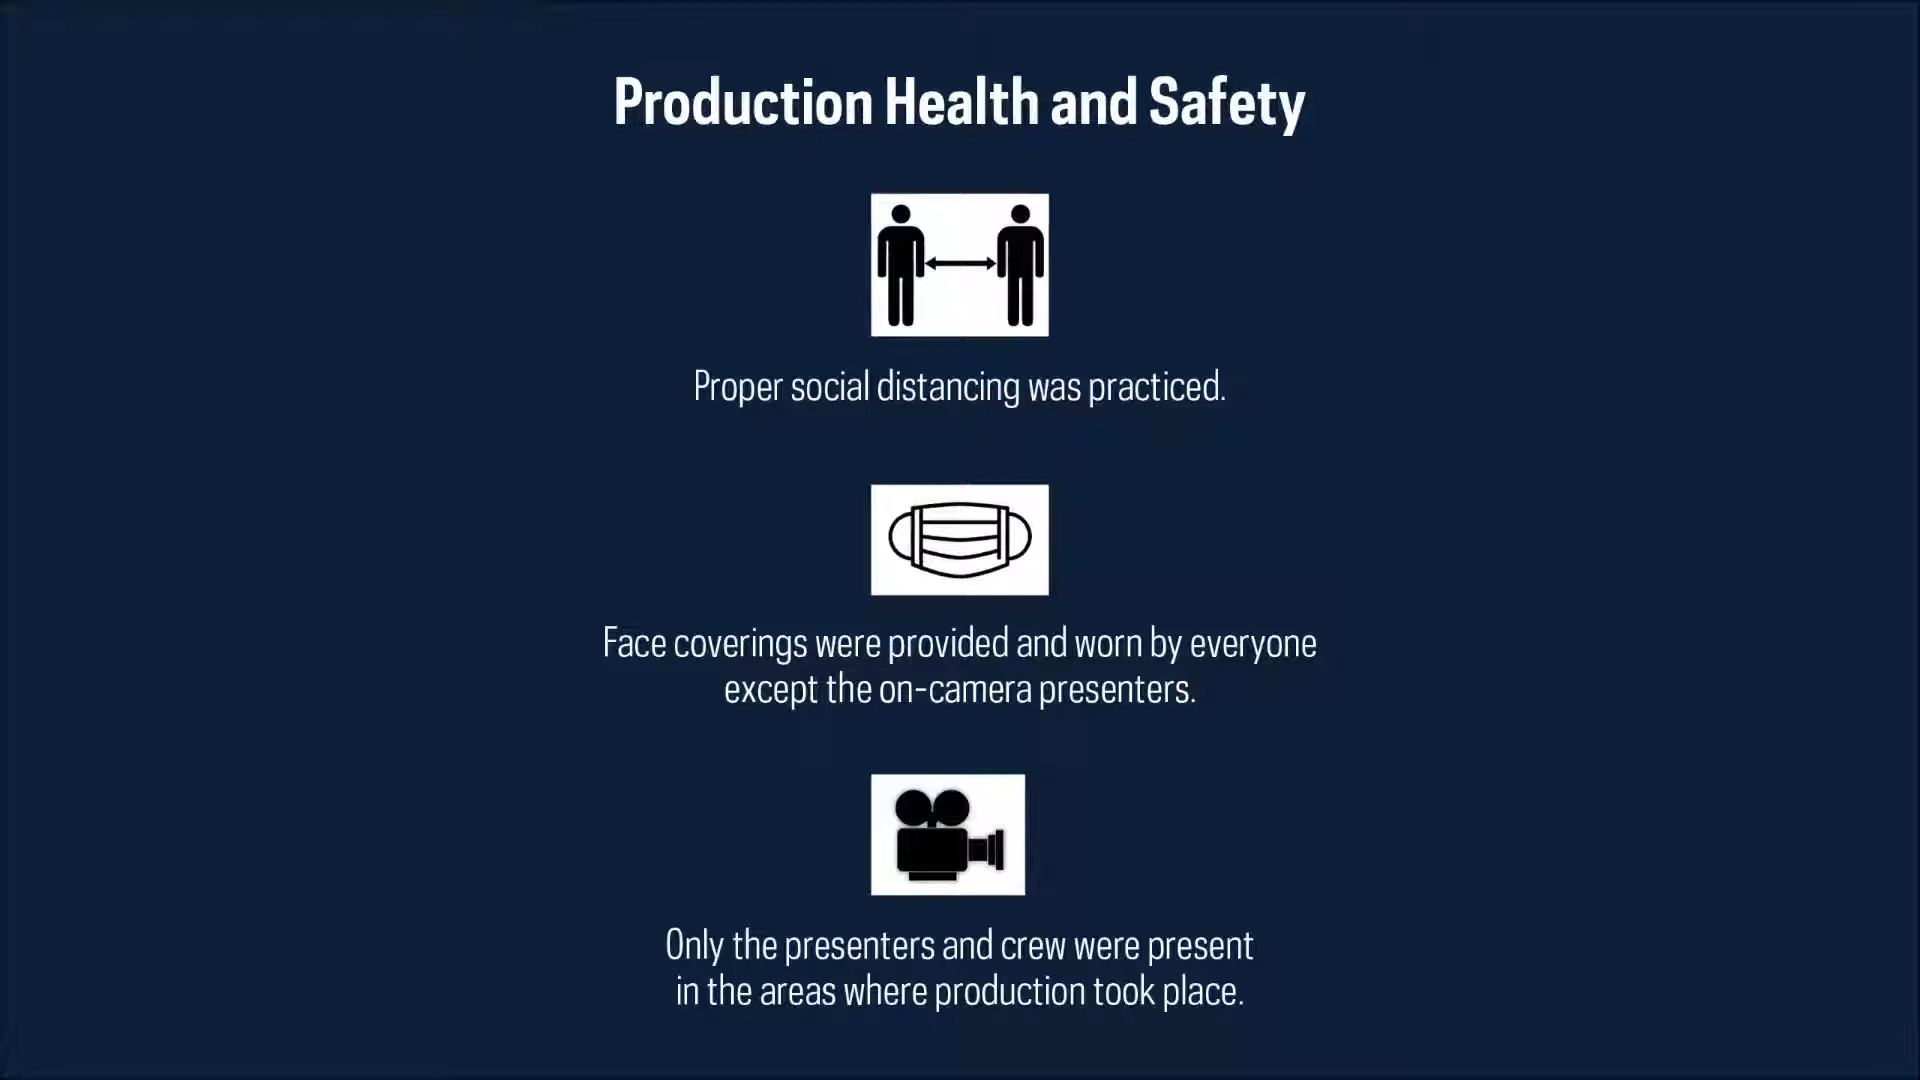 Production Health and Safety
Proper social distancing was practiced.
Face coverings were provided and worn by everyone
except the on-camera presenters.
Only the presenters and crew were present
in the areas where production took place.